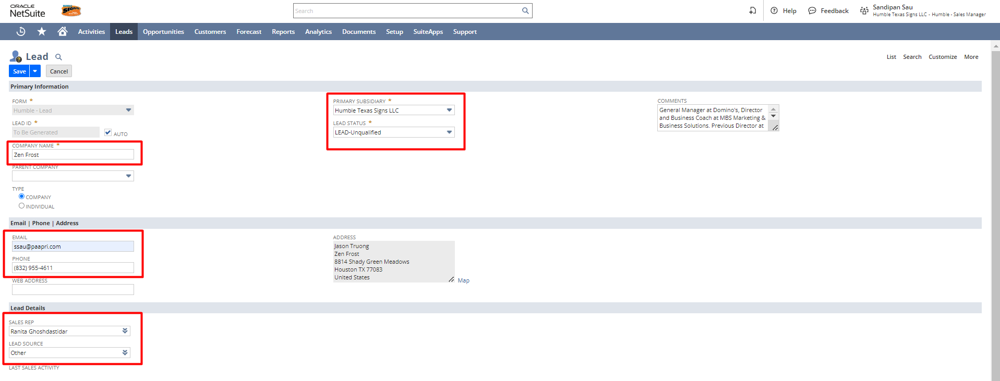 ORACLE
NetSuite
SIGNS
Search
Help
Feedback
Sandipan Sau
Humble Texas Signs LLC - Humble - Sales Manager
Activities
Leads
Opportunities
Customers
Forecast
Reports
Analytics
Documents
Setup
SuiteApps
Support
Lead
List
Search
Customize
More
Save
Cancel
Primary Information
FORM *
Humble - Lead
LEAD ID *
To Be Generated
AUTO
COMPANY NAME *
Zen Frost
PARENT COMPANY
TYPE
COMPANY
INDIVIDUAL
PRIMARY SUBSIDIARY *
Humble Texas Signs LLC
LEAD STATUS *
LEAD-Unqualified
COMMENTS
General Manager at Domino's, Director
and Business Coach at MBS Marketing &
Business Solutions. Previous Director at
Email | Phone | Address
EMAIL
ssau@paapri.com
PHONE
(832) 955-4611
WEB ADDRESS
ADDRESS
Jason Truong
Zen Frost
8814 Shady Green Meadows
Houston TX 77083
United States
Map
Lead Details
SALES REP
Ranita Ghoshdastidar
LEAD SOURCE
Other
LAST SALES ACTIVITY